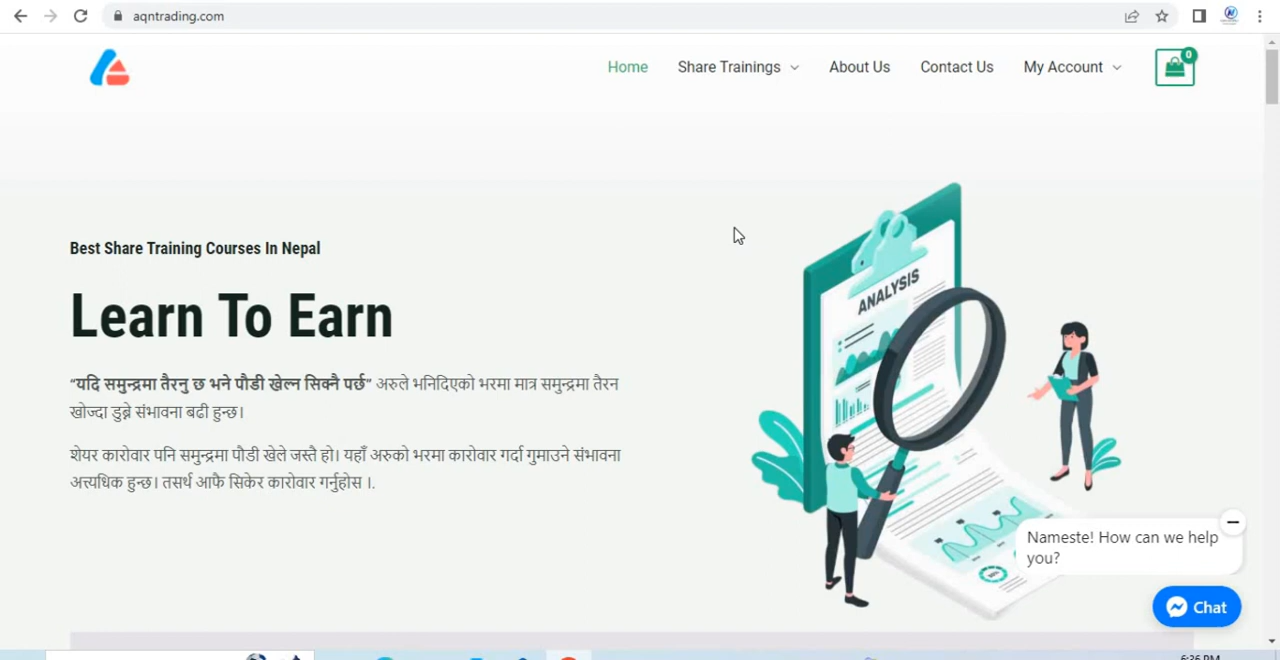 aqntrading.com
Home
Share Trainings
About Us
Contact Us
My Account
0
Best Share Training Courses In Nepal
Learn To Earn
“यदि समुन्द्रमा तैरनु छ भने पौडी खेल्न सिक्नै पर्छ” अरुले भनिदिएको भरमा मात्र समुन्द्रमा तैरन
खोज्दा डुब्ने संभावना बढी हुन्छ।
शेयर कारोवार पनि समुन्द्रमा पौडी खेले जस्तै हो। यहाँ अरुको भरमा कारोवार गर्दा गुमाउने संभावना
अत्यधिक हुन्छ। तसर्थ आफै सिकेर कारोवार गर्नुहोस ।.
ANALYSIS
Nameste! How can we help
you?
Chat
6:36 PM